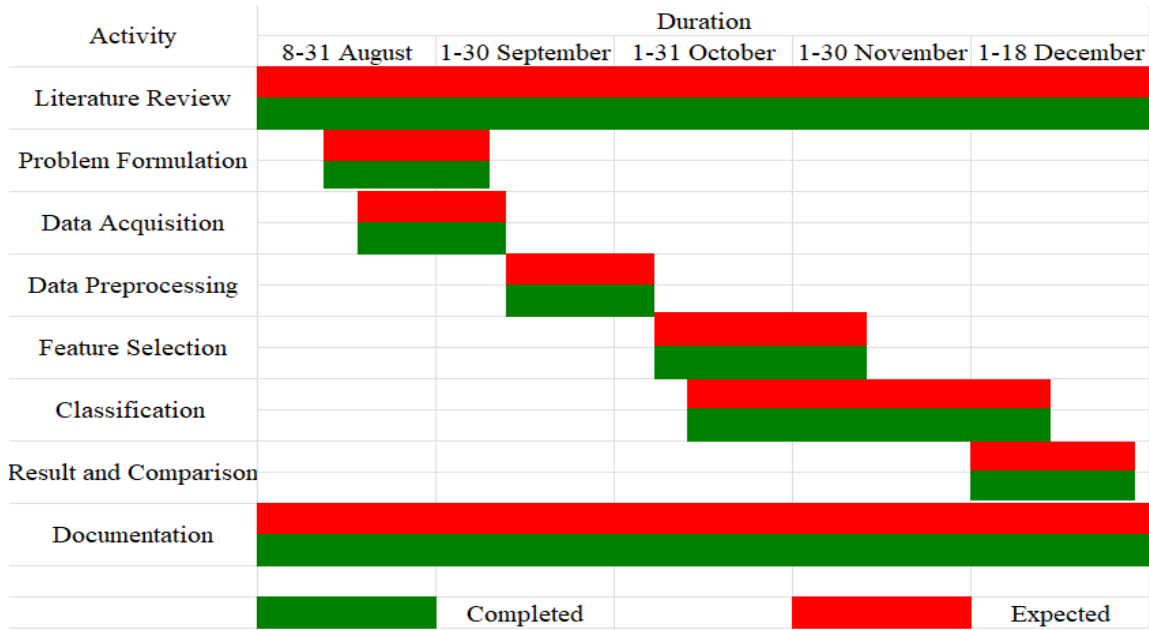 Activity
Duration
8-31 August
1-30 September
1-31 October
1-30 November
1-18 December
Literature Review
Problem Formulation
Data Acquisition
Data Preprocessing
Feature Selection
Classification
Result and Comparison
Documentation
Completed
Expected